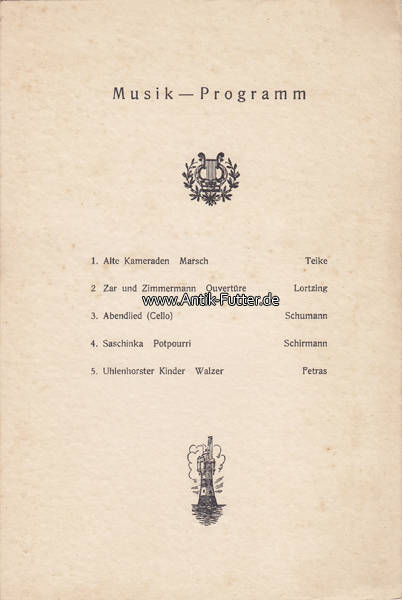 Musik — Programm
1. Alte Kameraden Marsch Teike
2 Zar und Zimmermann Ouvertüre Lortzing
www.Antik-Futter.de
3. Abendlied (Cello) Schumann
4. Saschinka Potpourri Schirmann
5. Uhlenhorster Kinder Walzer Fetras